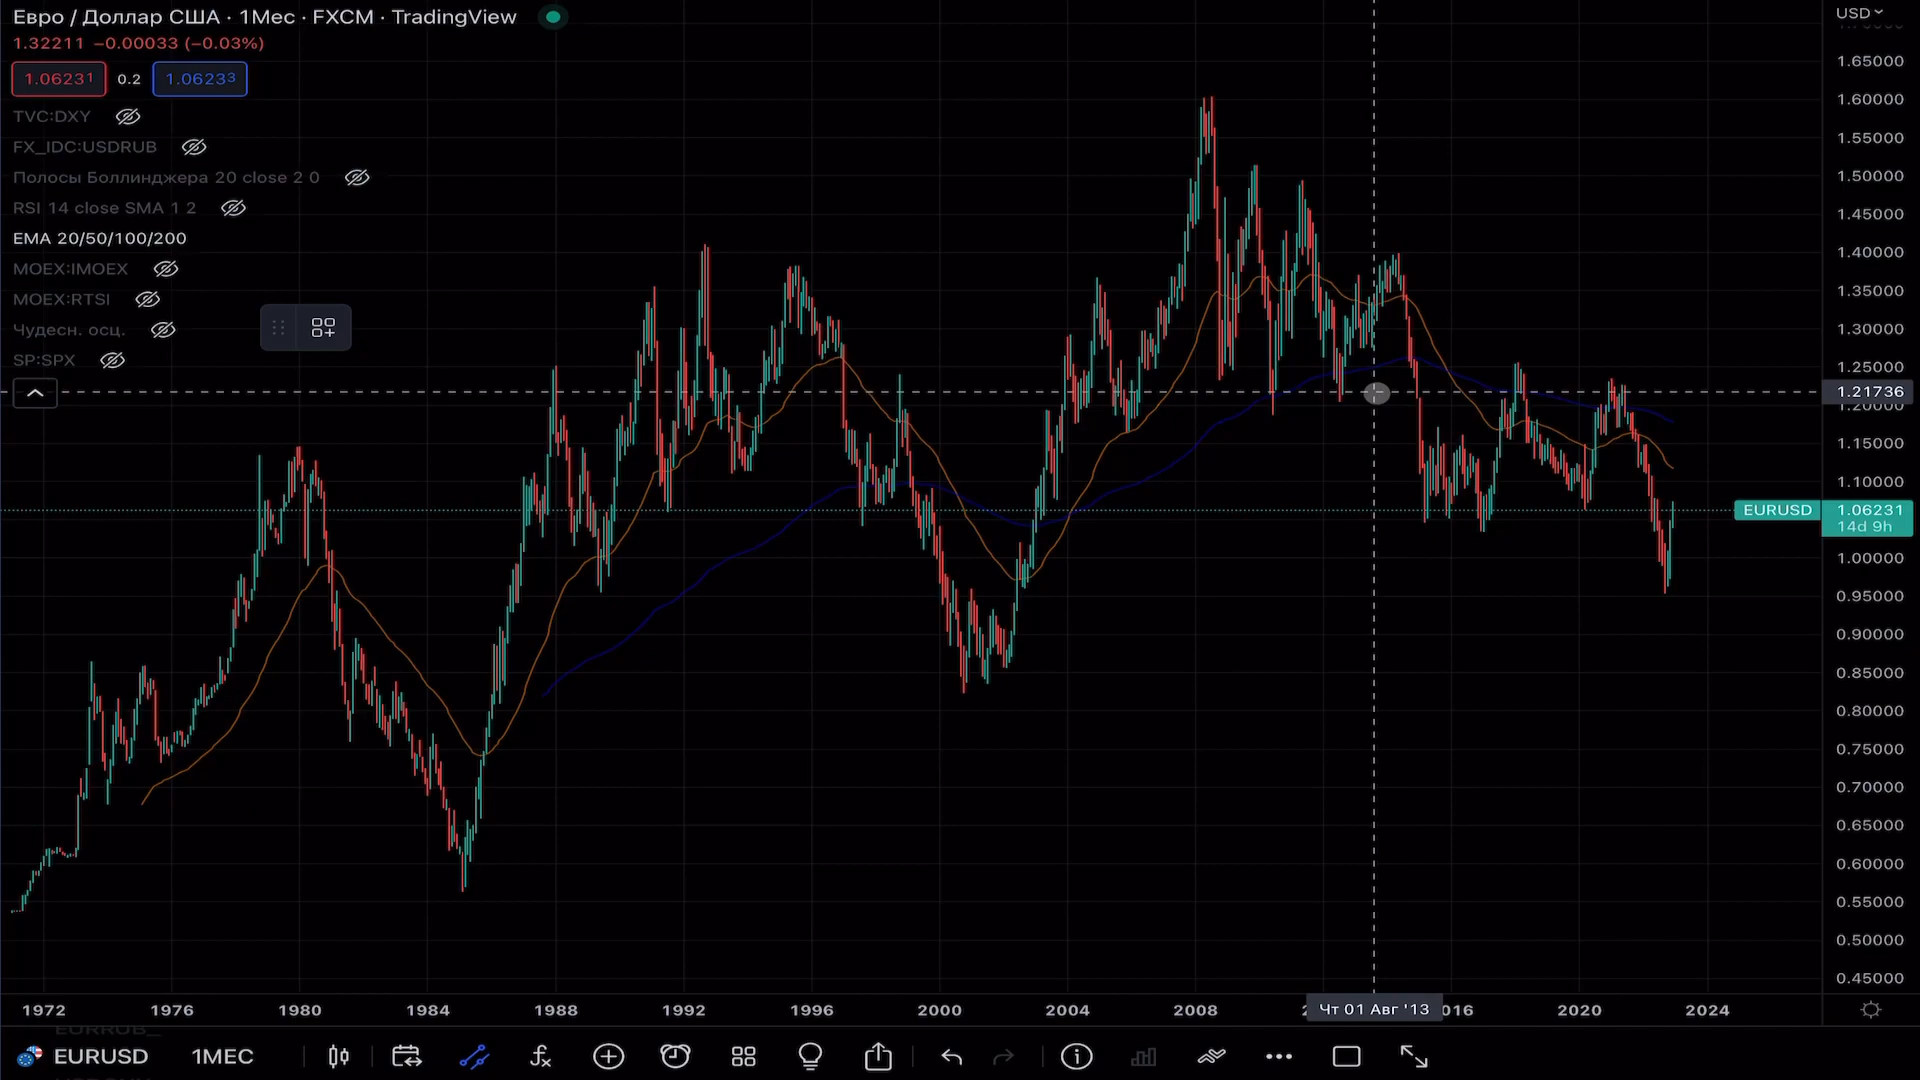 Евро / Доллар США · 1Мес · FXCM · TradingView
1.32211 −0.00033 (−0.03%)
1.06231 0.2 1.06233
TVC:DXY
FX_IDC:USDRUB
Полосы Боллинджера 20 close 2 0
RSI 14 close SMA 1 2
EMA 20/50/100/200
MOEX:IMOEX
MOEX:RTSI
Чудесн. осц.
SP:SPX
USD
1.65000
1.60000
1.55000
1.50000
1.45000
1.40000
1.35000
1.30000
1.25000
1.21736
1.20000
1.15000
1.10000
EURUSD 1.06231
14d 9h
1.00000
0.95000
0.90000
0.85000
0.80000
0.75000
0.70000
0.65000
0.60000
0.55000
0.50000
0.45000
1972 1976 1980 1984 1988 1992 1996 2000 2004 2008 Чт 01 Авг '13 016 2020 2024
EURUSD 1МЕС